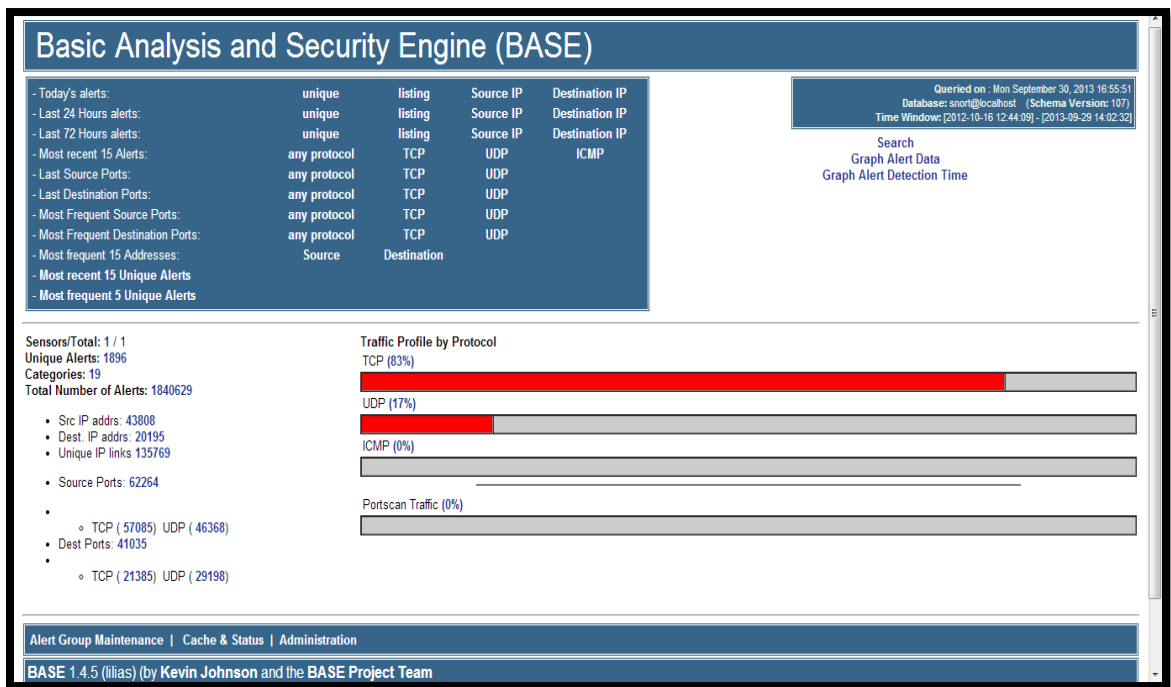 Basic Analysis and Security Engine (BASE)
- Today's alerts: unique listing Source IP Destination IP
- Last 24 Hours alerts: unique listing Source IP Destination IP
- Last 72 Hours alerts: unique listing Source IP Destination IP
- Most recent 15 Alerts: any protocol TCP UDP ICMP
- Last Source Ports: any protocol TCP UDP
- Last Destination Ports: any protocol TCP UDP
- Most Frequent Source Ports: any protocol TCP UDP
- Most Frequent Destination Ports: any protocol TCP UDP
- Most frequent 15 Addresses: Source Destination
- Most recent 15 Unique Alerts
- Most frequent 5 Unique Alerts
Queried on : Mon September 30, 2013 16:55:51
Database: snort@localhost (Schema Version: 107)
Time Window: [2012-10-16 12:44:09] - [2013-09-29 14:02:32]
Search
Graph Alert Data
Graph Alert Detection Time
Sensors/Total: 1 / 1
Unique Alerts: 1896
Categories: 19
Total Number of Alerts: 1840629
• Src IP addrs: 43808
• Dest. IP addrs: 20195
• Unique IP links 135769
• Source Ports: 62264
•
◦ TCP ( 57085) UDP ( 46368)
• Dest Ports: 41035
•
◦ TCP ( 21385) UDP ( 29198)
Traffic Profile by Protocol
TCP (83%)
UDP (17%)
ICMP (0%)
Portscan Traffic (0%)
Alert Group Maintenance | Cache & Status | Administration
BASE 1.4.5 (lilias) (by Kevin Johnson and the BASE Project Team